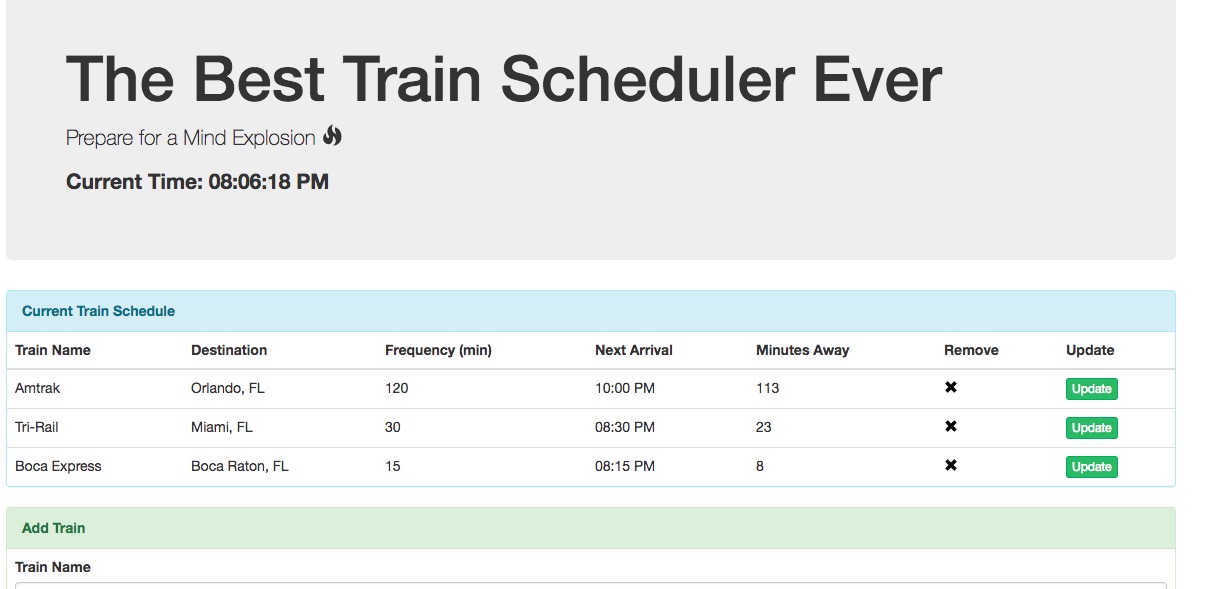 The Best Train Scheduler Ever
Prepare for a Mind Explosion
Current Time: 08:06:18 PM
Current Train Schedule
Train Name Destination Frequency (min) Next Arrival Minutes Away Remove Update
Amtrak Orlando, FL 120 10:00 PM 113 Update
Tri-Rail Miami, FL 30 08:30 PM 23 Update
Boca Express Boca Raton, FL 15 08:15 PM 8 Update
Add Train
Train Name